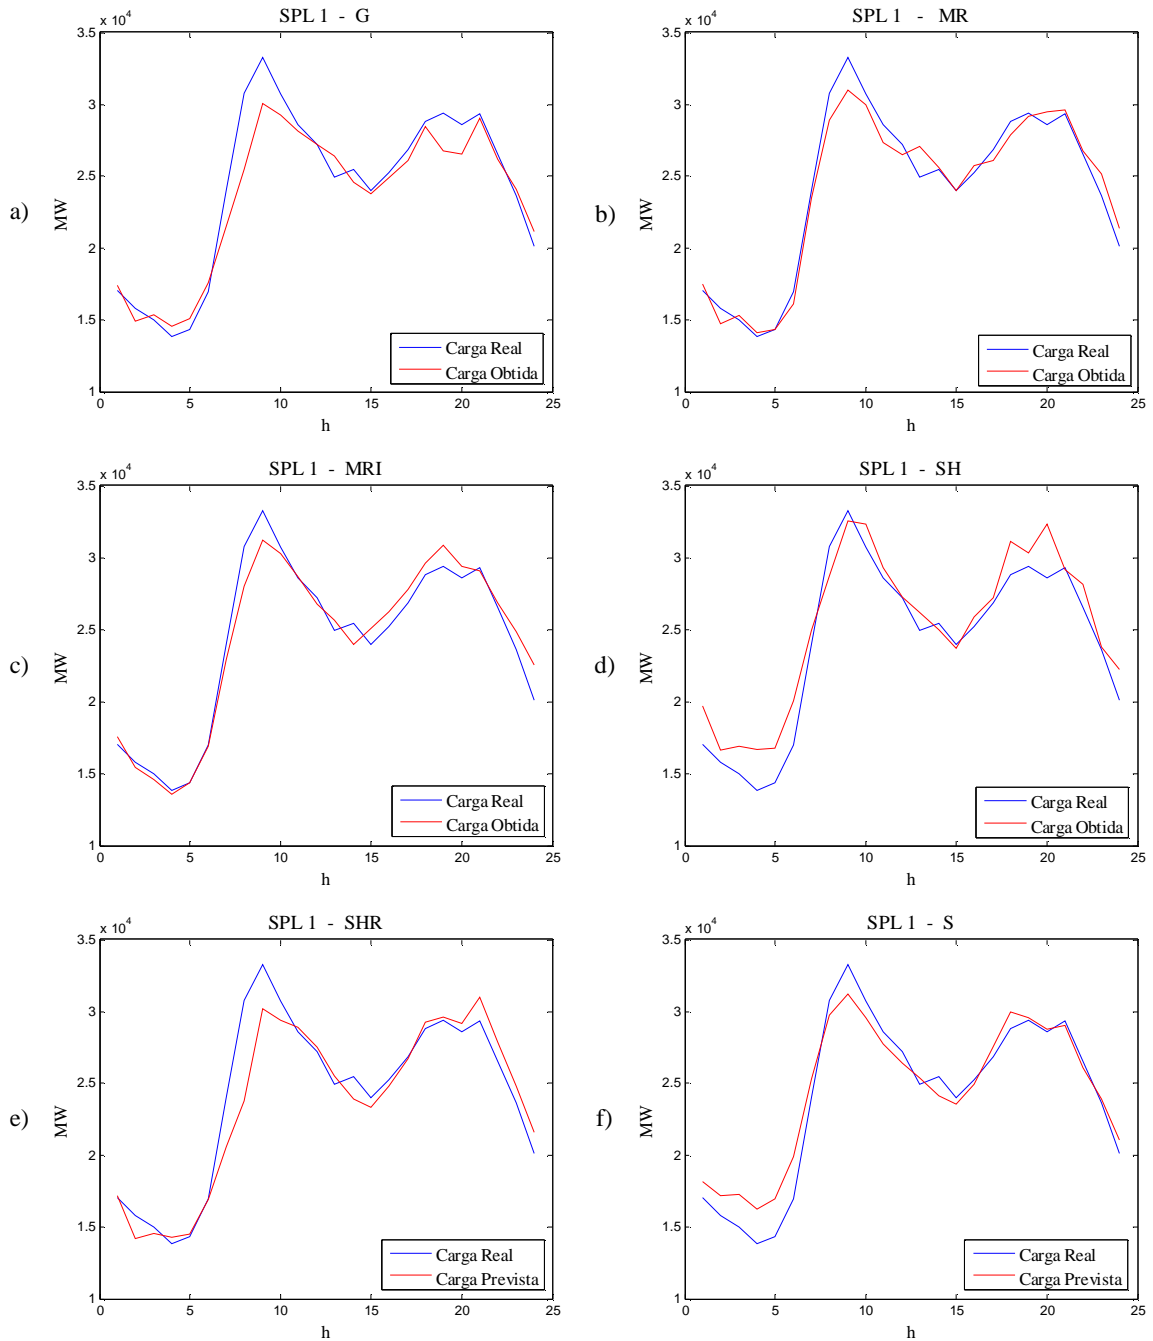 SPL 1 - G
x 10^4
3.5
3
2.5
2
1.5
1
0 5 10 15 20 25
h
MW
a)
Carga Real
Carga Obtida
SPL 1 - MR
x 10^4
3.5
3
2.5
2
1.5
1
0 5 10 15 20 25
h
MW
b)
Carga Real
Carga Obtida
SPL 1 - MRI
x 10^4
3.5
3
2.5
2
1.5
1
0 5 10 15 20 25
h
MW
c)
Carga Real
Carga Obtida
SPL 1 - SH
x 10^4
3.5
3
2.5
2
1.5
1
0 5 10 15 20 25
h
MW
d)
Carga Real
Carga Obtida
SPL 1 - SHR
x 10^4
3.5
3
2.5
2
1.5
1
0 5 10 15 20 25
h
MW
e)
Carga Real
Carga Prevista
SPL 1 - S
x 10^4
3.5
3
2.5
2
1.5
1
0 5 10 15 20 25
h
MW
f)
Carga Real
Carga Prevista